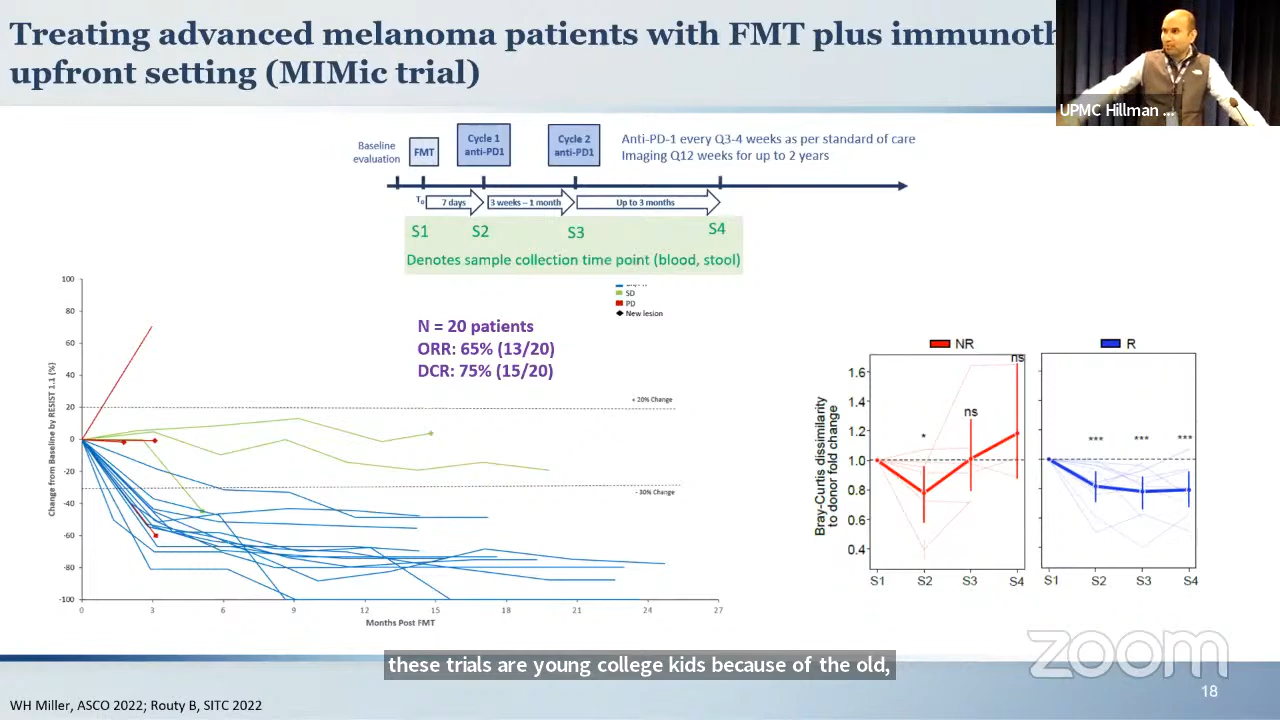 Treating advanced melanoma patients with FMT plus
upfront setting (MIMic trial)
UPMC Hillman ...
Baseline
evaluation
FMT
Cycle 1
anti-PD1
Cycle 2
anti-PD1
Anti-PD-1 every Q3-4 weeks as per standard of care
Imaging Q12 weeks for up to 2 years
T0
7 days
3 weeks – 1 month
Up to 3 months
S1
S2
S3
S4
Denotes sample collection time point (blood, stool)
Change from Baseline by RESIST 1.1 (%)
100
80
60
40
20
0
-20
-40
-60
-80
-100
0
3
6
9
12
15
18
21
24
27
Months Post FMT
SD
PD
New lesion
N = 20 patients
ORR: 65% (13/20)
DCR: 75% (15/20)
+ 20% Change
- 30% Change
NR
R
Bray-Curtis dissimilarity
to donor fold change
1.6
1.4
1.2
1.0
0.8
0.6
0.4
*
ns
ns
***
***
***
S1
S2
S3
S4
S1
S2
S3
S4
zoom
these trials are young college kids because of the old,
18
WH Miller, ASCO 2022; Routy B, SITC 2022